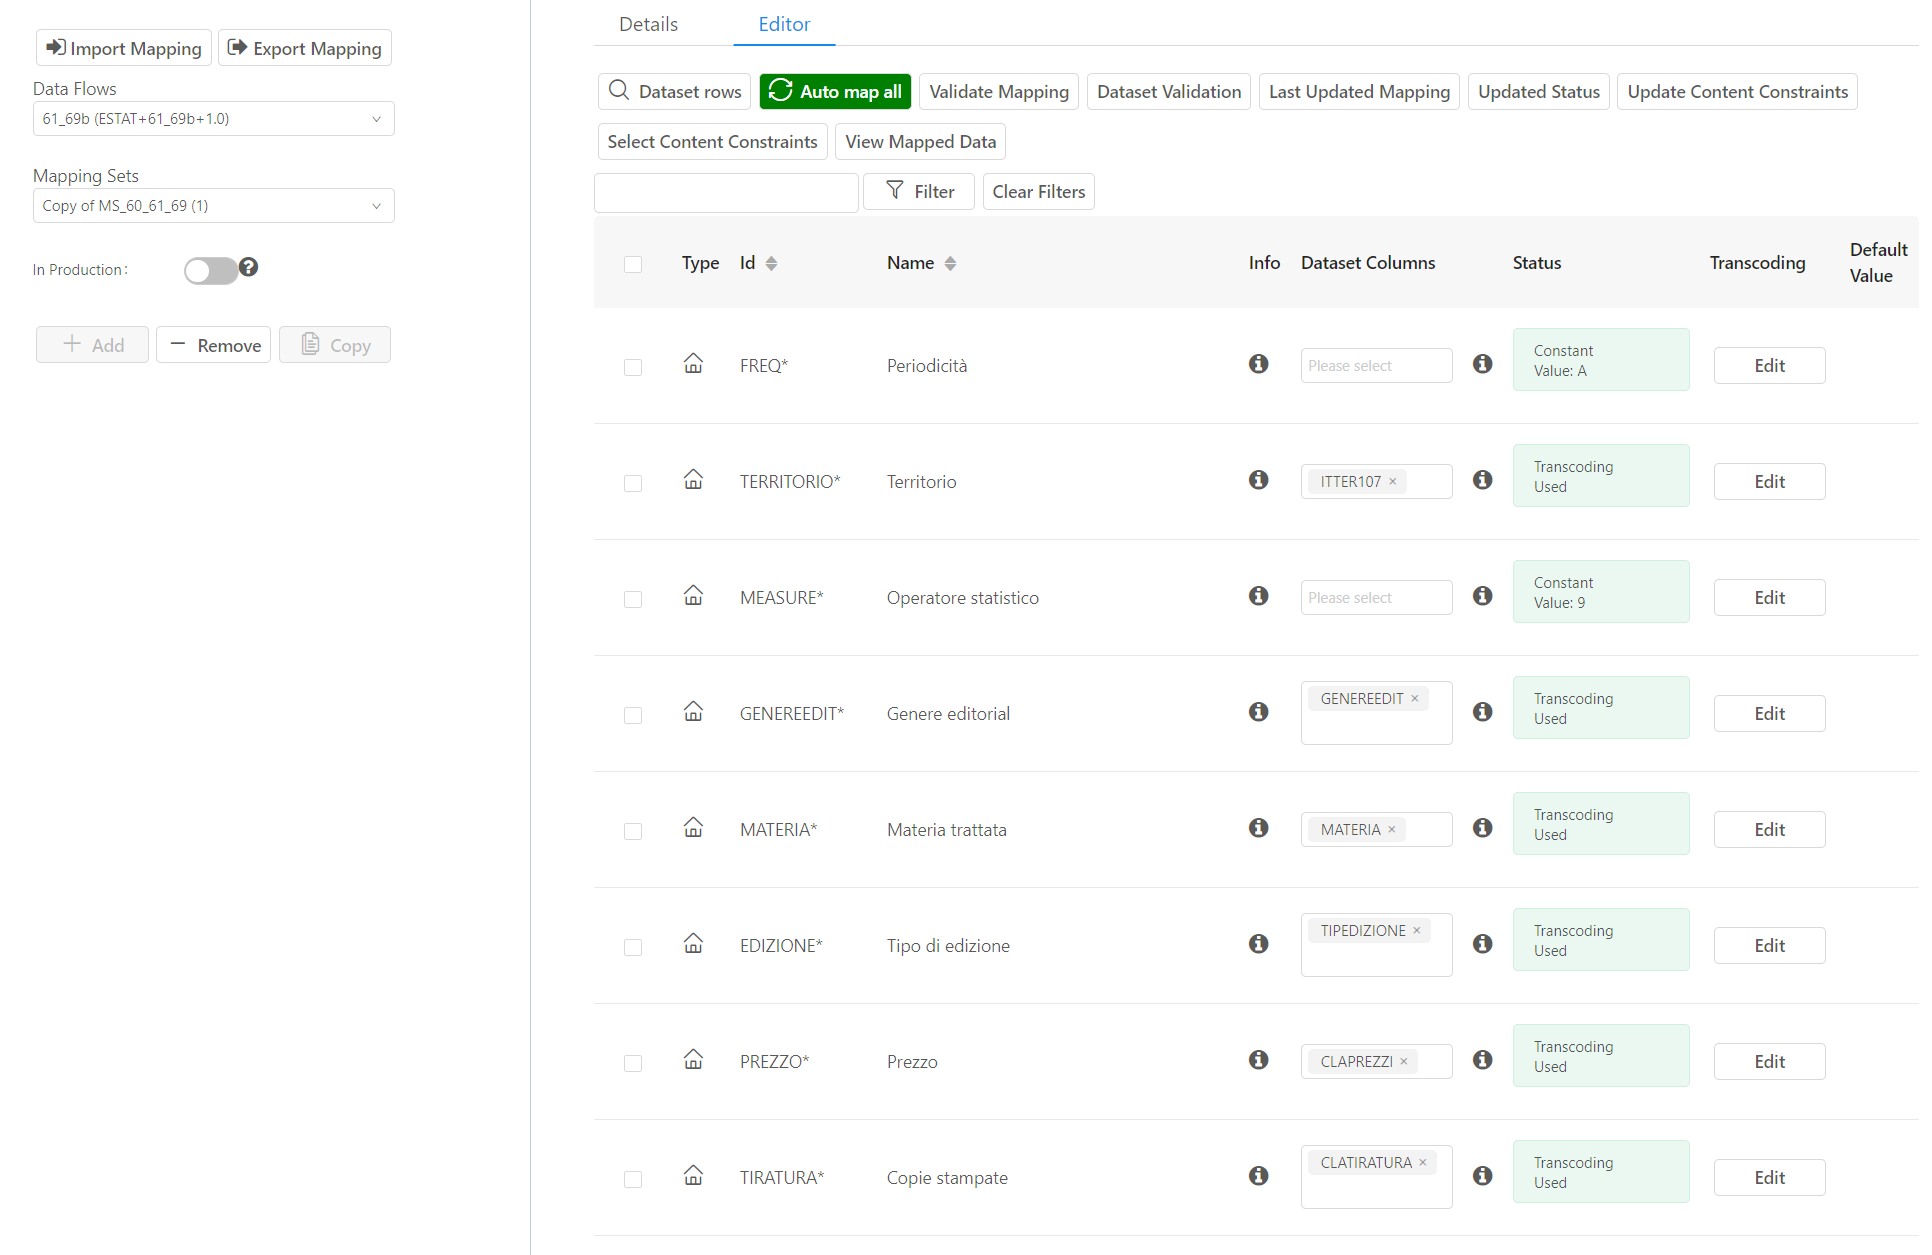 Import Mapping Export Mapping
Data Flows
61_69b (ESTAT+61_69b+1.0)
Mapping Sets
Copy of MS_60_61_69 (1)
In Production:
Add Remove Copy
Details Editor
Dataset rows Auto map all Validate Mapping Dataset Validation Last Updated Mapping Updated Status Update Content Constraints
Select Content Constraints View Mapped Data
Filter Clear Filters
Type Id Name Info Dataset Columns Status Transcoding Default Value
FREQ* Periodicità Please select Constant Value: A Edit
TERRITORIO* Territorio ITTER107 × Transcoding Used Edit
MEASURE* Operatore statistico Please select Constant Value: 9 Edit
GENEREEDIT* Genere editorial GENEREEDIT × Transcoding Used Edit
MATERIA* Materia trattata MATERIA × Transcoding Used Edit
EDIZIONE* Tipo di edizione TIPEDIZIONE × Transcoding Used Edit
PREZZO* Prezzo CLAPREZZI × Transcoding Used Edit
TIRATURA* Copie stampate CLATIRATURA × Transcoding Used Edit